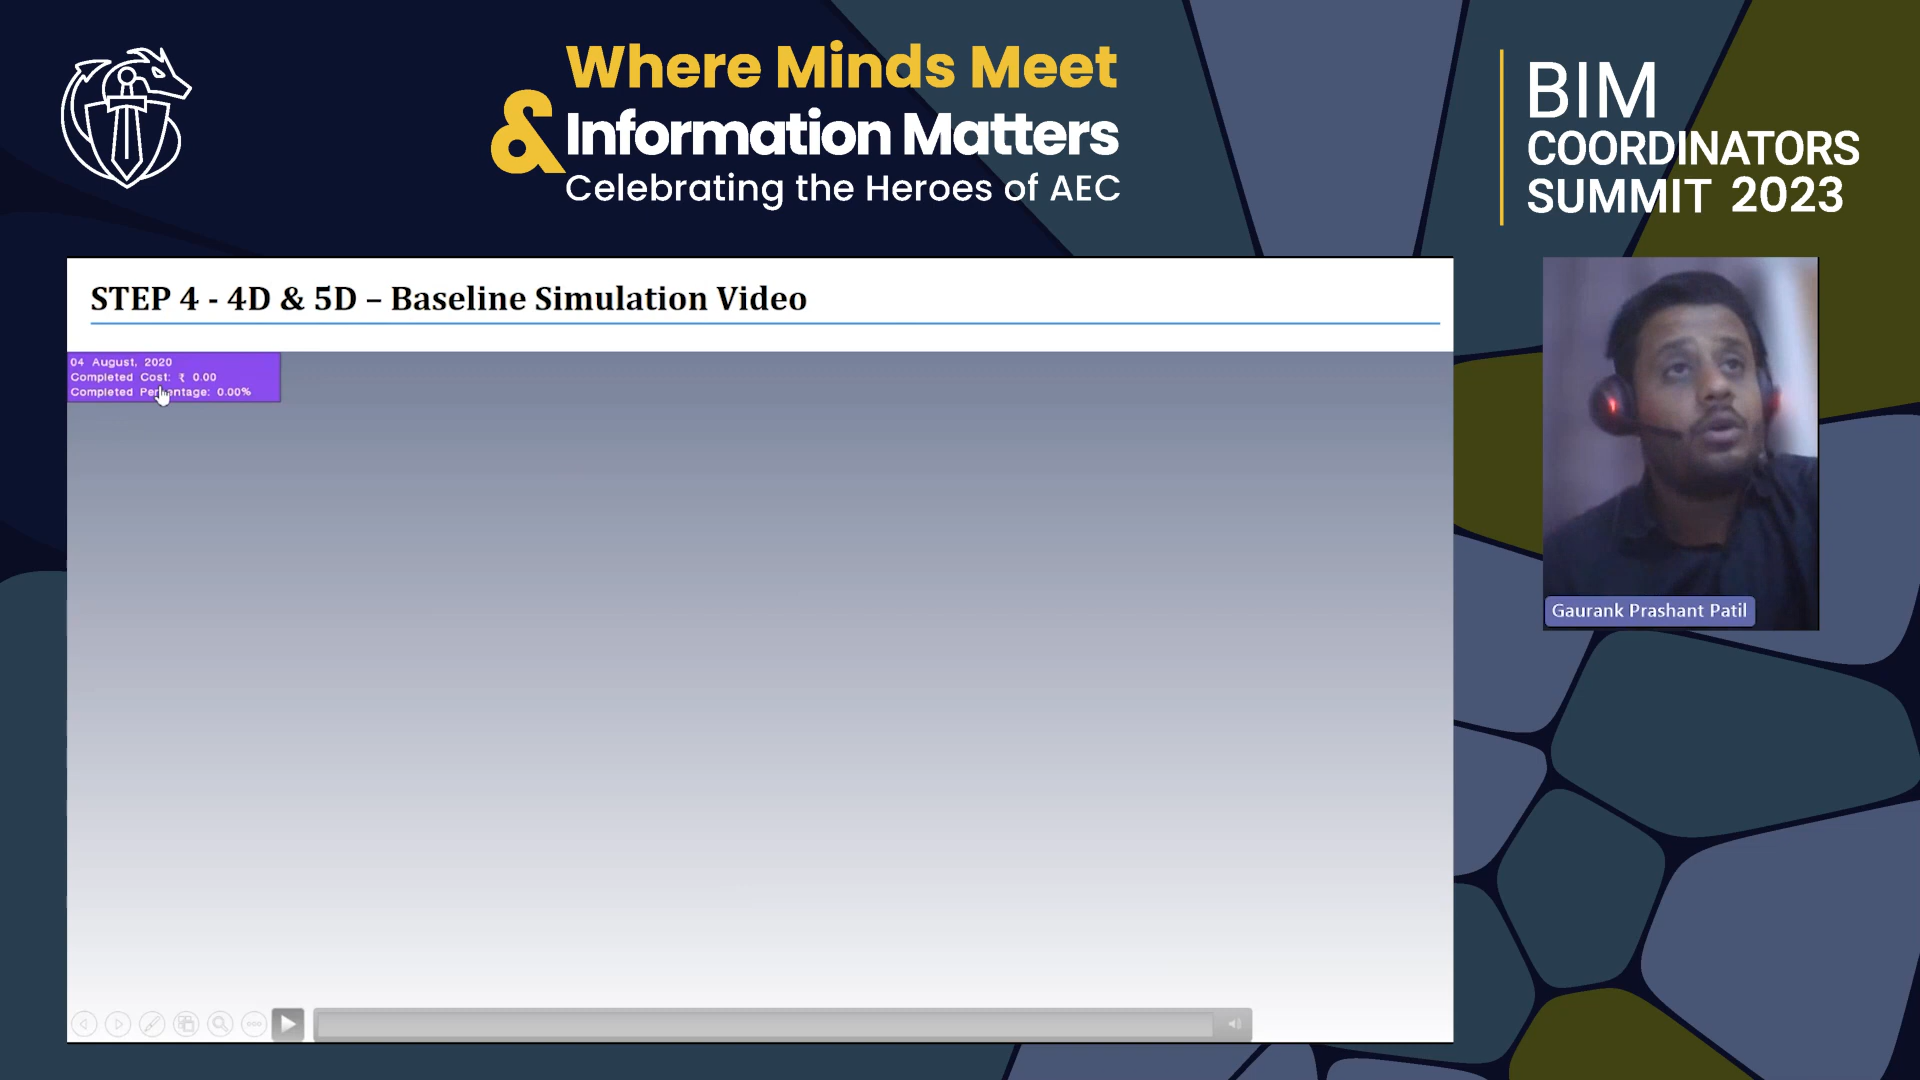 Where Minds Meet
& Information Matters
Celebrating the Heroes of AEC
BIM
COORDINATORS
SUMMIT 2023
STEP 4 - 4D & 5D – Baseline Simulation Video
04 August, 2020
Completed Cost: ₹ 0.00
Completed Percantage: 0.00%
Gaurank Prashant Patil